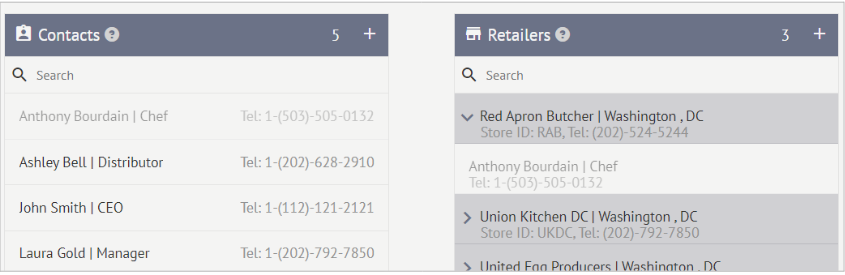 Contacts ? 5 +
Search
Anthony Bourdain | Chef Tel: 1-(503)-505-0132
Ashley Bell | Distributor Tel: 1-(202)-628-2910
John Smith | CEO Tel: 1-(112)-121-2121
Laura Gold | Manager Tel: 1-(202)-792-7850
Retailers ? 3 +
Search
Red Apron Butcher | Washington , DC
Store ID: RAB, Tel: (202)-524-5244
Anthony Bourdain | Chef
Tel: 1-(503)-505-0132
Union Kitchen DC | Washington , DC
Store ID: UKDC, Tel: (202)-792-7850
United Egg Producers | Washington , DC